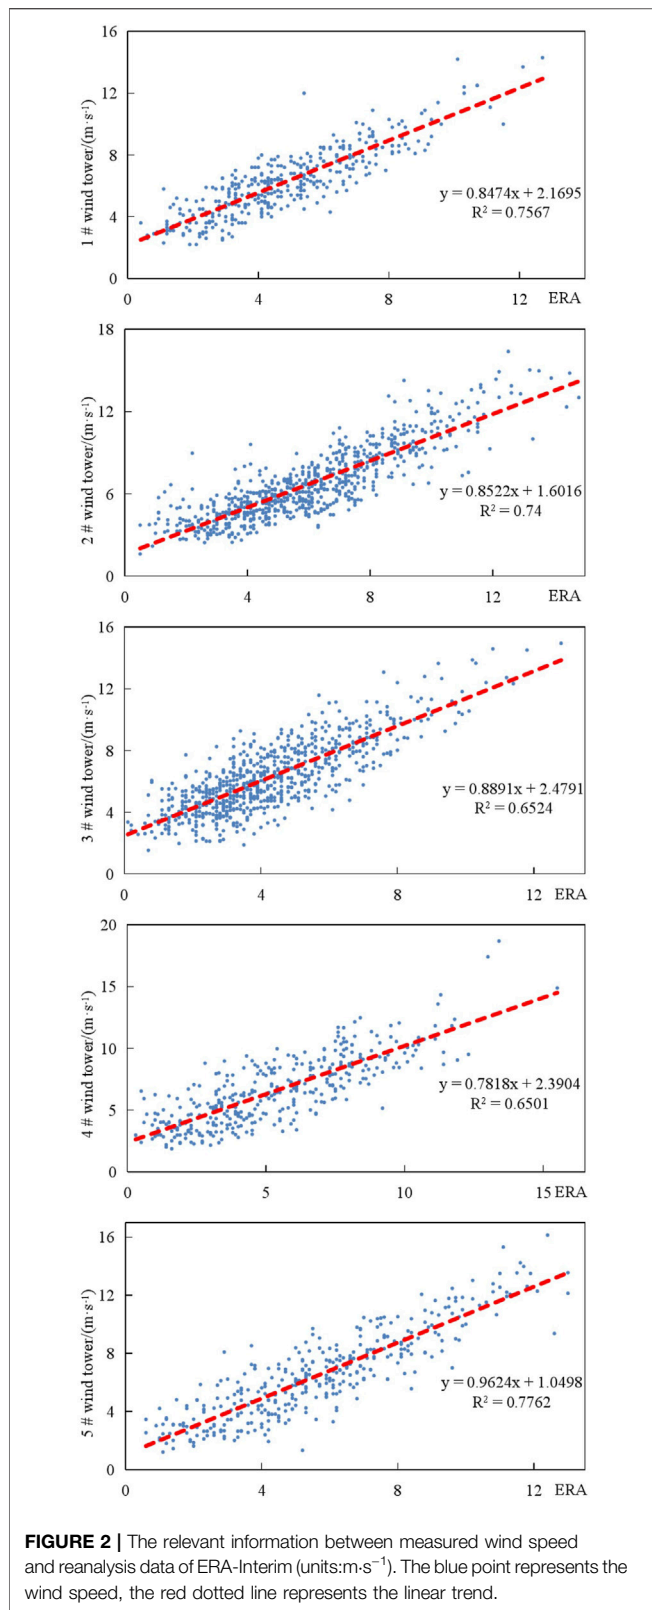 16
12
8
4
0
1 # wind tower/(m·s⁻¹)
y = 0.8474x + 2.1695
R² = 0.7567
0 4 8 12 ERA
18
12
6
0
2 # wind tower/(m·s⁻¹)
y = 0.8522x + 1.6016
R² = 0.74
0 4 8 12 ERA
16
12
8
4
0
3 # wind tower/(m·s⁻¹)
y = 0.8891x + 2.4791
R² = 0.6524
0 4 8 12 ERA
20
15
10
5
0
4 # wind tower/(m·s⁻¹)
y = 0.7818x + 2.3904
R² = 0.6501
0 5 10 15 ERA
16
12
8
4
0
5 # wind tower/(m·s⁻¹)
y = 0.9624x + 1.0498
R² = 0.7762
0 4 8 12 ERA
FIGURE 2 | The relevant information between measured wind speed
and reanalysis data of ERA-Interim (units:m·s⁻¹). The blue point represents the
wind speed, the red dotted line represents the linear trend.